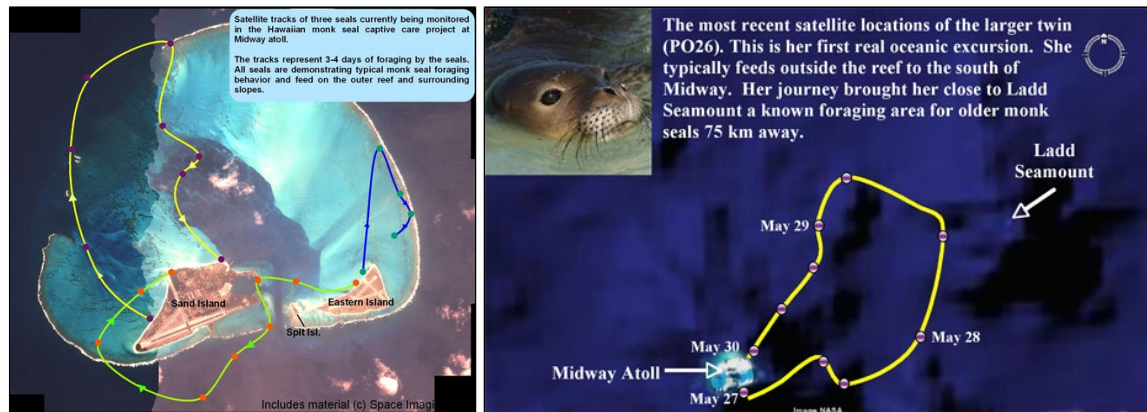 Satellite tracks of three seals currently being monitored
in the Hawaiian monk seal captive care project at
Midway atoll.
The tracks represent 3-4 days of foraging by the seals.
All seals are demonstrating typical monk seal foraging
behavior and feed on the outer reef and surrounding
slopes.
Sand Island
Eastern Island
Spit Isl.
Includes material (c) Space Imagi
The most recent satellite locations of the larger twin
(PO26). This is her first real oceanic excursion. She
typically feeds outside the reef to the south of
Midway. Her journey brought her close to Ladd
Seamount a known foraging area for older monk
seals 75 km away.
N
Ladd
Seamount
May 29
May 28
May 30
Midway Atoll
May 27
Image NASA